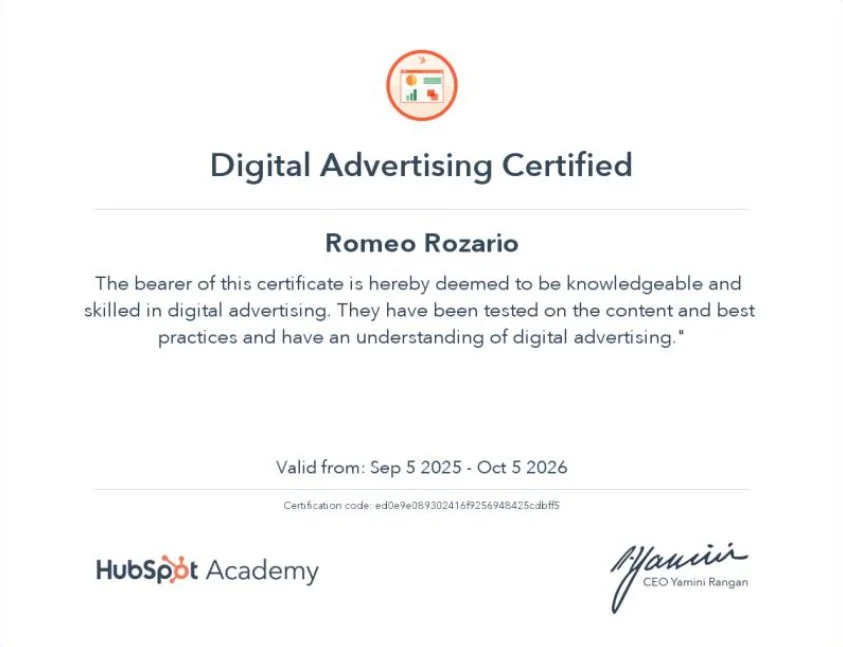 Digital Advertising Certified
Romeo Rozario
The bearer of this certificate is hereby deemed to be knowledgeable and
skilled in digital advertising. They have been tested on the content and best
practices and have an understanding of digital advertising."
Valid from: Sep 5 2025 - Oct 5 2026
Certification code: ed0e9e089302416f9256948425cdbff5
HubSpot Academy
Yamini
CEO Yamini Rangan